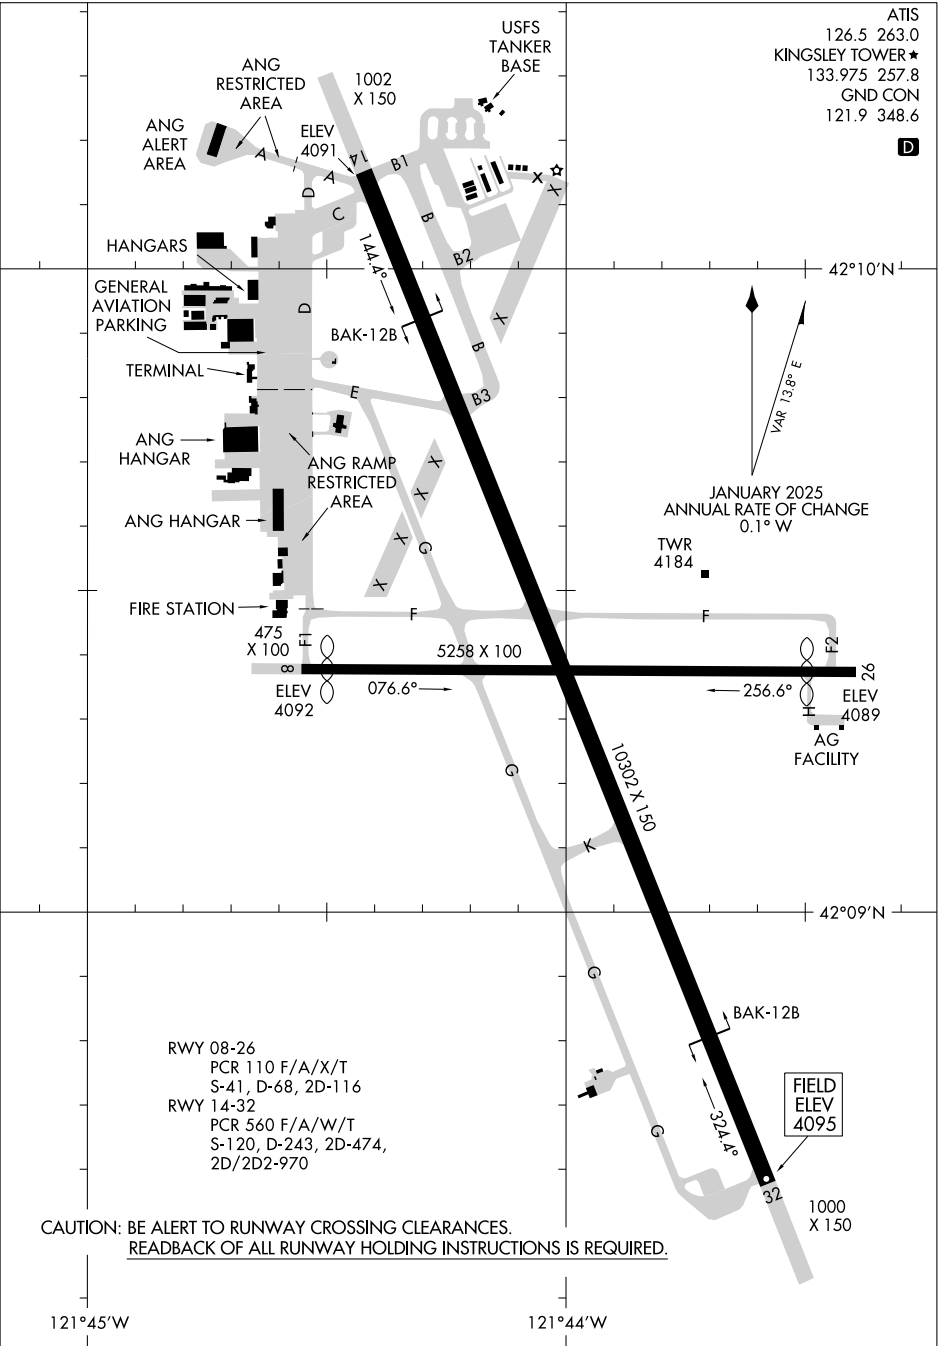 ATIS
126.5 263.0
KINGSLEY TOWER★
133.975 257.8
GND CON
121.9 348.6
D
USFS
TANKER
BASE
1002
X 150
ANG
RESTRICTED
AREA
ANG
ALERT
AREA
ELEV
4091
14
A
A
B1
D
C
B
B2
X
X
X
144.4°
HANGARS
42°10'N
GENERAL
AVIATION
PARKING
D
BAK-12B
B
TERMINAL
E
B3
VAR 13.8° E
ANG
HANGAR
ANG RAMP
RESTRICTED
AREA
X
X
X
X
JANUARY 2025
ANNUAL RATE OF CHANGE
0.1° W
ANG HANGAR
G
TWR
4184
FIRE STATION
F
F
475
X 100
F1
5258 X 100
F2
8
26
ELEV
4092
076.6°
256.6°
ELEV
4089
H
AG
FACILITY
G
10302 X 150
K
42°09'N
G
BAK-12B
RWY 08-26
PCR 110 F/A/X/T
S-41, D-68, 2D-116
RWY 14-32
PCR 560 F/A/W/T
S-120, D-243, 2D-474,
2D/2D2-970
G
324.4°
FIELD
ELEV
4095
32
1000
X 150
CAUTION: BE ALERT TO RUNWAY CROSSING CLEARANCES.
READBACK OF ALL RUNWAY HOLDING INSTRUCTIONS IS REQUIRED.
121°45'W
121°44'W